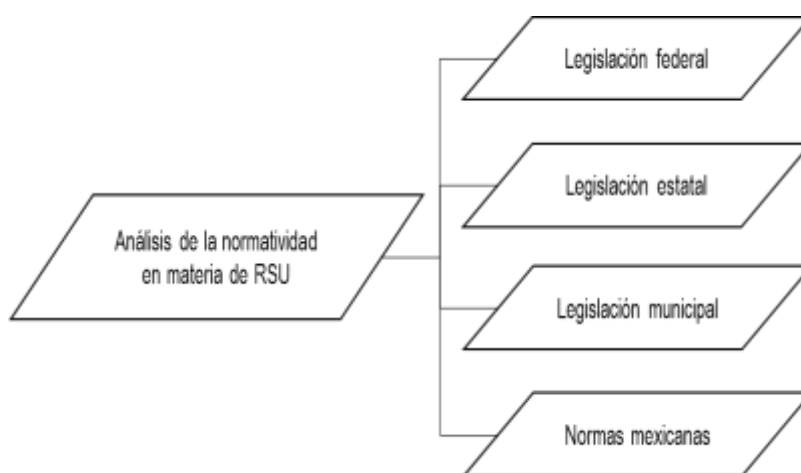 Legislación federal
Legislación estatal
Análisis de la normatividad
en materia de RSU
Legislación municipal
Normas mexicanas